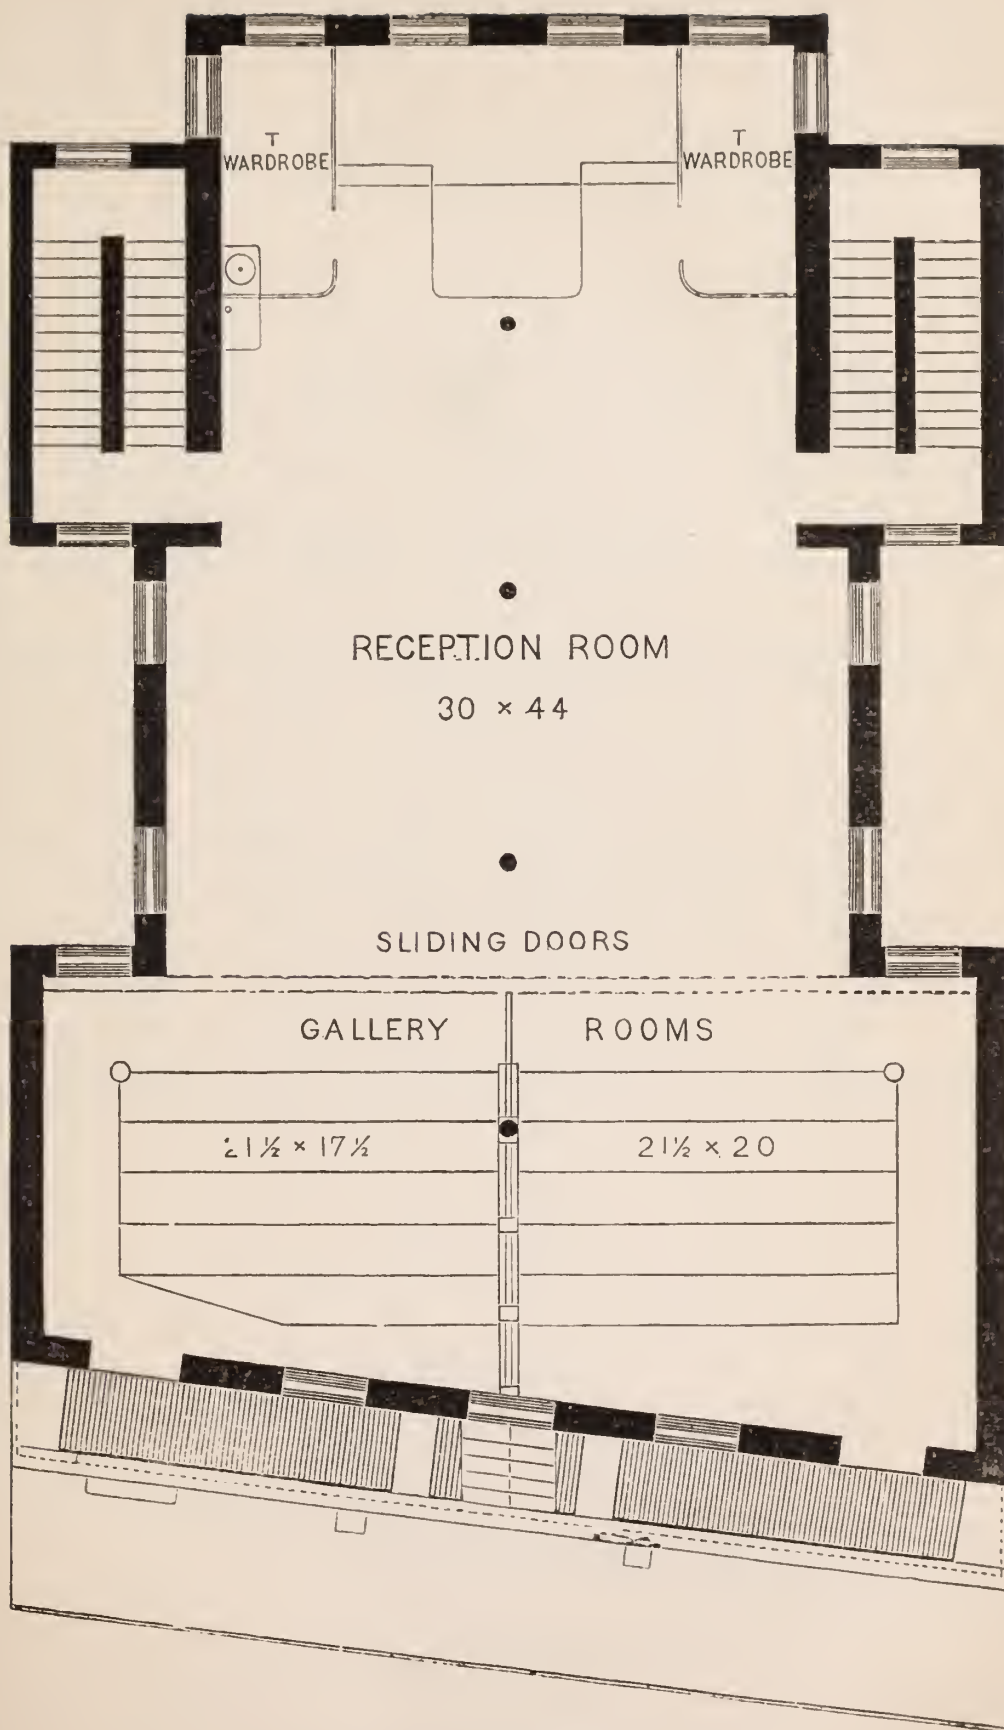 T
WARDROBE
T
WARDROBE
RECEPTION ROOM
30 × 44
SLIDING DOORS
GALLERY ROOMS
21½ × 17½
21½ × 20